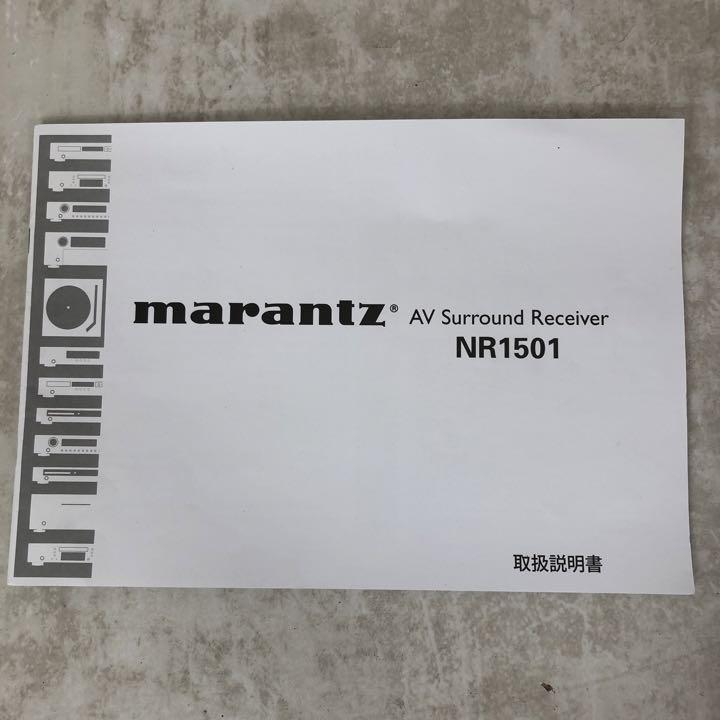 marantz® AV Surround Receiver
NR1501
取扱説明書